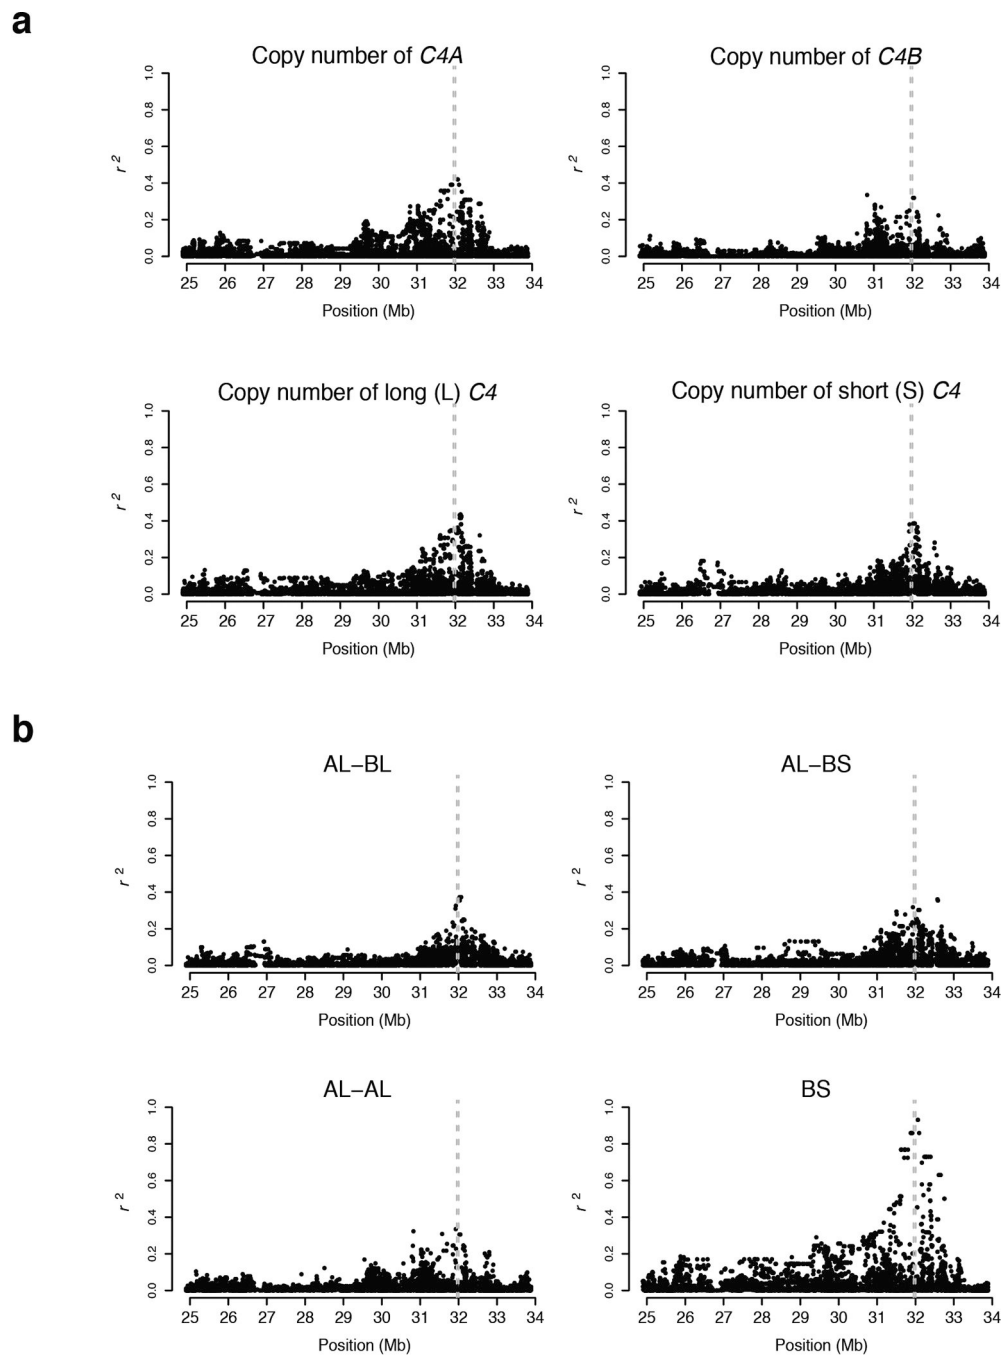 a
Copy number of C4A
Copy number of C4B
r 2
0.0 0.2 0.4 0.6 0.8 1.0
25 26 27 28 29 30 31 32 33 34
Position (Mb)
r 2
0.0 0.2 0.4 0.6 0.8 1.0
25 26 27 28 29 30 31 32 33 34
Position (Mb)
Copy number of long (L) C4
Copy number of short (S) C4
r 2
0.0 0.2 0.4 0.6 0.8 1.0
25 26 27 28 29 30 31 32 33 34
Position (Mb)
r 2
0.0 0.2 0.4 0.6 0.8 1.0
25 26 27 28 29 30 31 32 33 34
Position (Mb)
b
AL–BL
AL–BS
r 2
0.0 0.2 0.4 0.6 0.8 1.0
25 26 27 28 29 30 31 32 33 34
Position (Mb)
r 2
0.0 0.2 0.4 0.6 0.8 1.0
25 26 27 28 29 30 31 32 33 34
Position (Mb)
AL–AL
BS
r 2
0.0 0.2 0.4 0.6 0.8 1.0
25 26 27 28 29 30 31 32 33 34
Position (Mb)
r 2
0.0 0.2 0.4 0.6 0.8 1.0
25 26 27 28 29 30 31 32 33 34
Position (Mb)